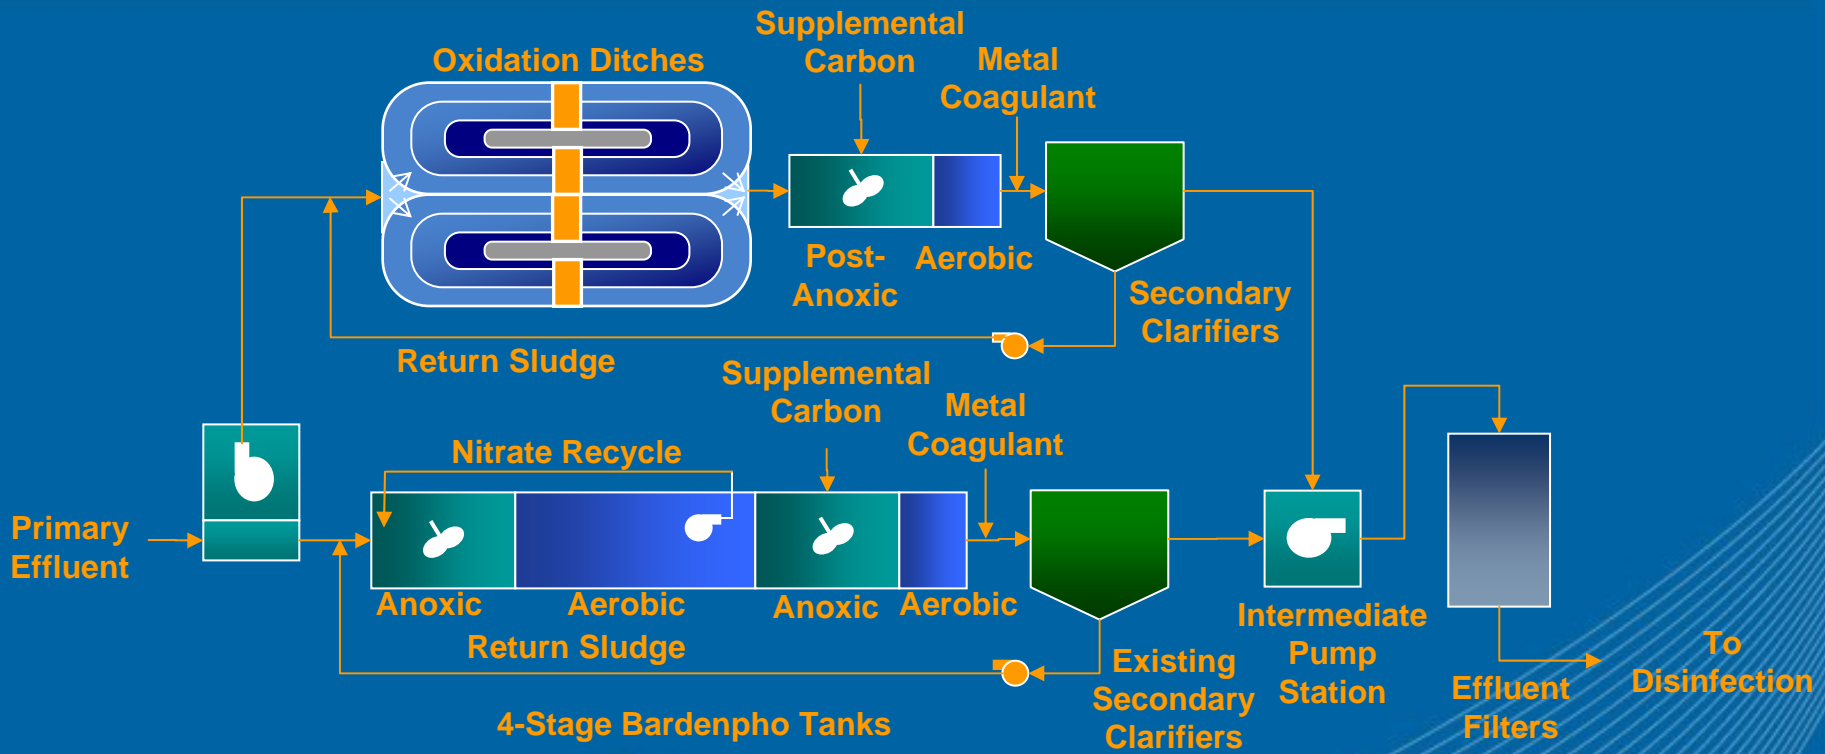 Supplemental
Carbon
Oxidation Ditches
Metal
Coagulant
Post-
Anoxic
Aerobic
Secondary
Clarifiers
Return Sludge
Supplemental
Carbon
Metal
Coagulant
Nitrate Recycle
Primary
Effluent
Anoxic
Aerobic
Anoxic
Aerobic
Return Sludge
Existing
Secondary
Clarifiers
Intermediate
Pump
Station
Effluent
Filters
To
Disinfection
4-Stage Bardenpho Tanks